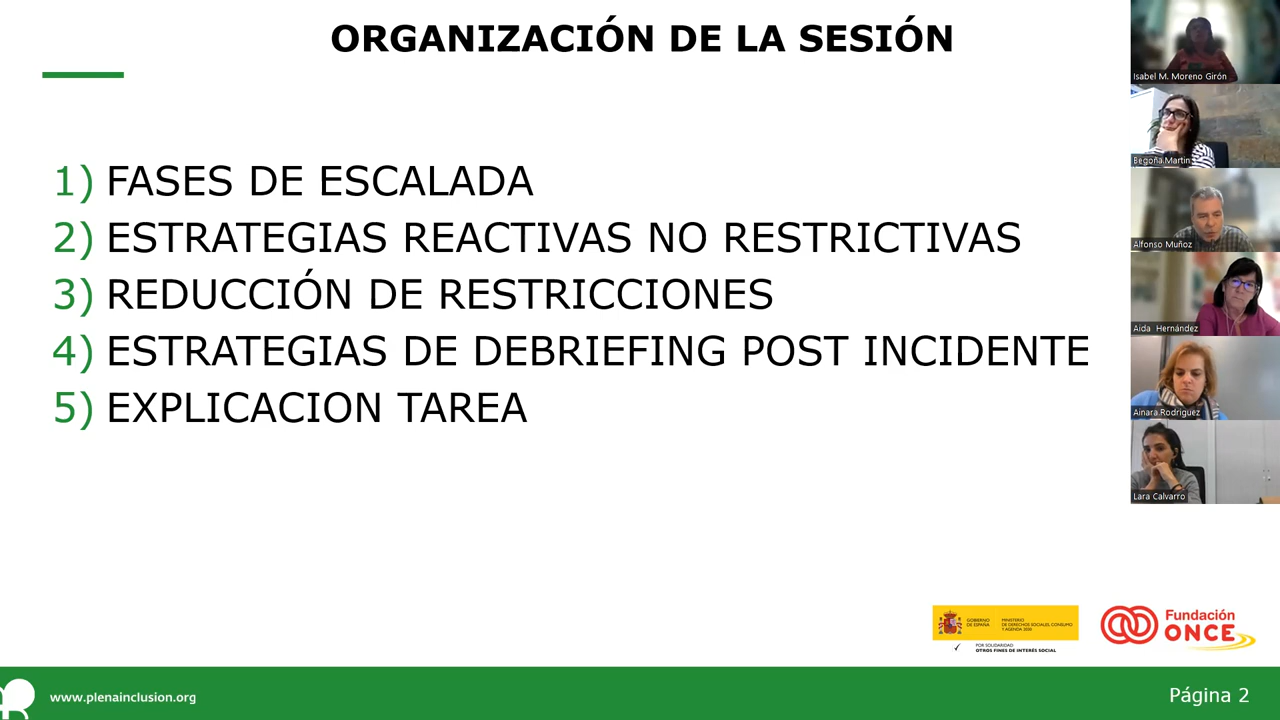 ORGANIZACIÓN DE LA SESIÓN
1) FASES DE ESCALADA
2) ESTRATEGIAS REACTIVAS NO RESTRICTIVAS
3) REDUCCIÓN DE RESTRICCIONES
4) ESTRATEGIAS DE DEBRIEFING POST INCIDENTE
5) EXPLICACION TAREA
Isabel M. Moreno Girón
Begoña Martin
Alfonso Muñoz
Aida Hernández
Ainara Rodriguez
Lara Calvarro
GOBIERNO
DE ESPAÑA
MINISTERIO
DE DERECHOS SOCIALES, CONSUMO
Y AGENDA 2030
POR SOLIDARIDAD
OTROS FINES DE INTERÉS SOCIAL
Fundación
ONCE
www.plenainclusion.org
Página 2